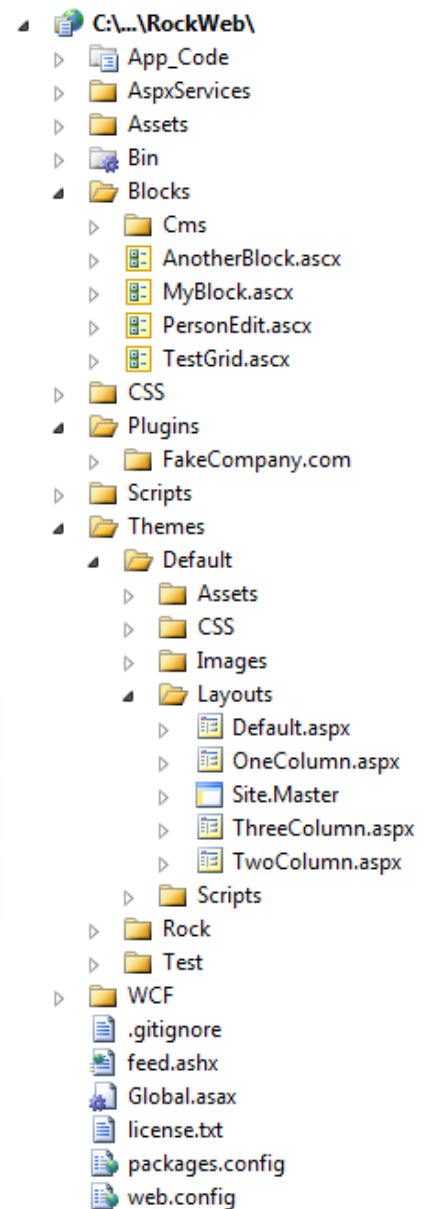 C:\...\RockWeb\
App_Code
AspxServices
Assets
Bin
Blocks
Cms
AnotherBlock.ascx
MyBlock.ascx
PersonEdit.ascx
TestGrid.ascx
CSS
Plugins
FakeCompany.com
Scripts
Themes
Default
Assets
CSS
Images
Layouts
Default.aspx
OneColumn.aspx
Site.Master
ThreeColumn.aspx
TwoColumn.aspx
Scripts
Rock
Test
WCF
.gitignore
feed.ashx
Global.asax
license.txt
packages.config
web.config